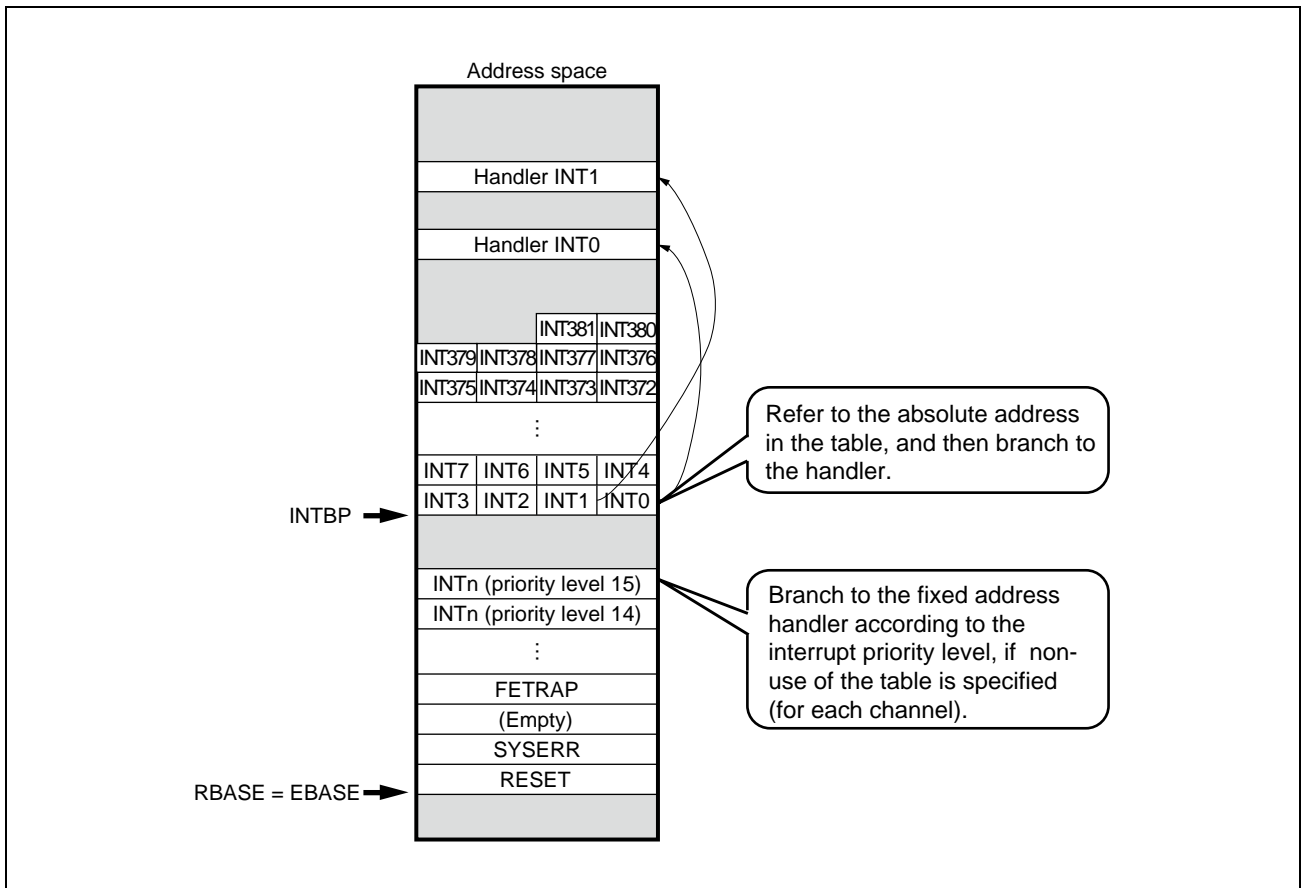 Address space
Handler INT1
Handler INT0
INT381 INT380
INT379 INT378 INT377 INT376
INT375 INT374 INT373 INT372
⋮
INT7 INT6 INT5 INT4
INT3 INT2 INT1 INT0
INTBP
Refer to the absolute address
in the table, and then branch to
the handler.
INTn (priority level 15)
INTn (priority level 14)
⋮
FETRAP
(Empty)
SYSERR
RESET
RBASE = EBASE
Branch to the fixed address
handler according to the
interrupt priority level, if  non-
use of the table is specified
(for each channel).